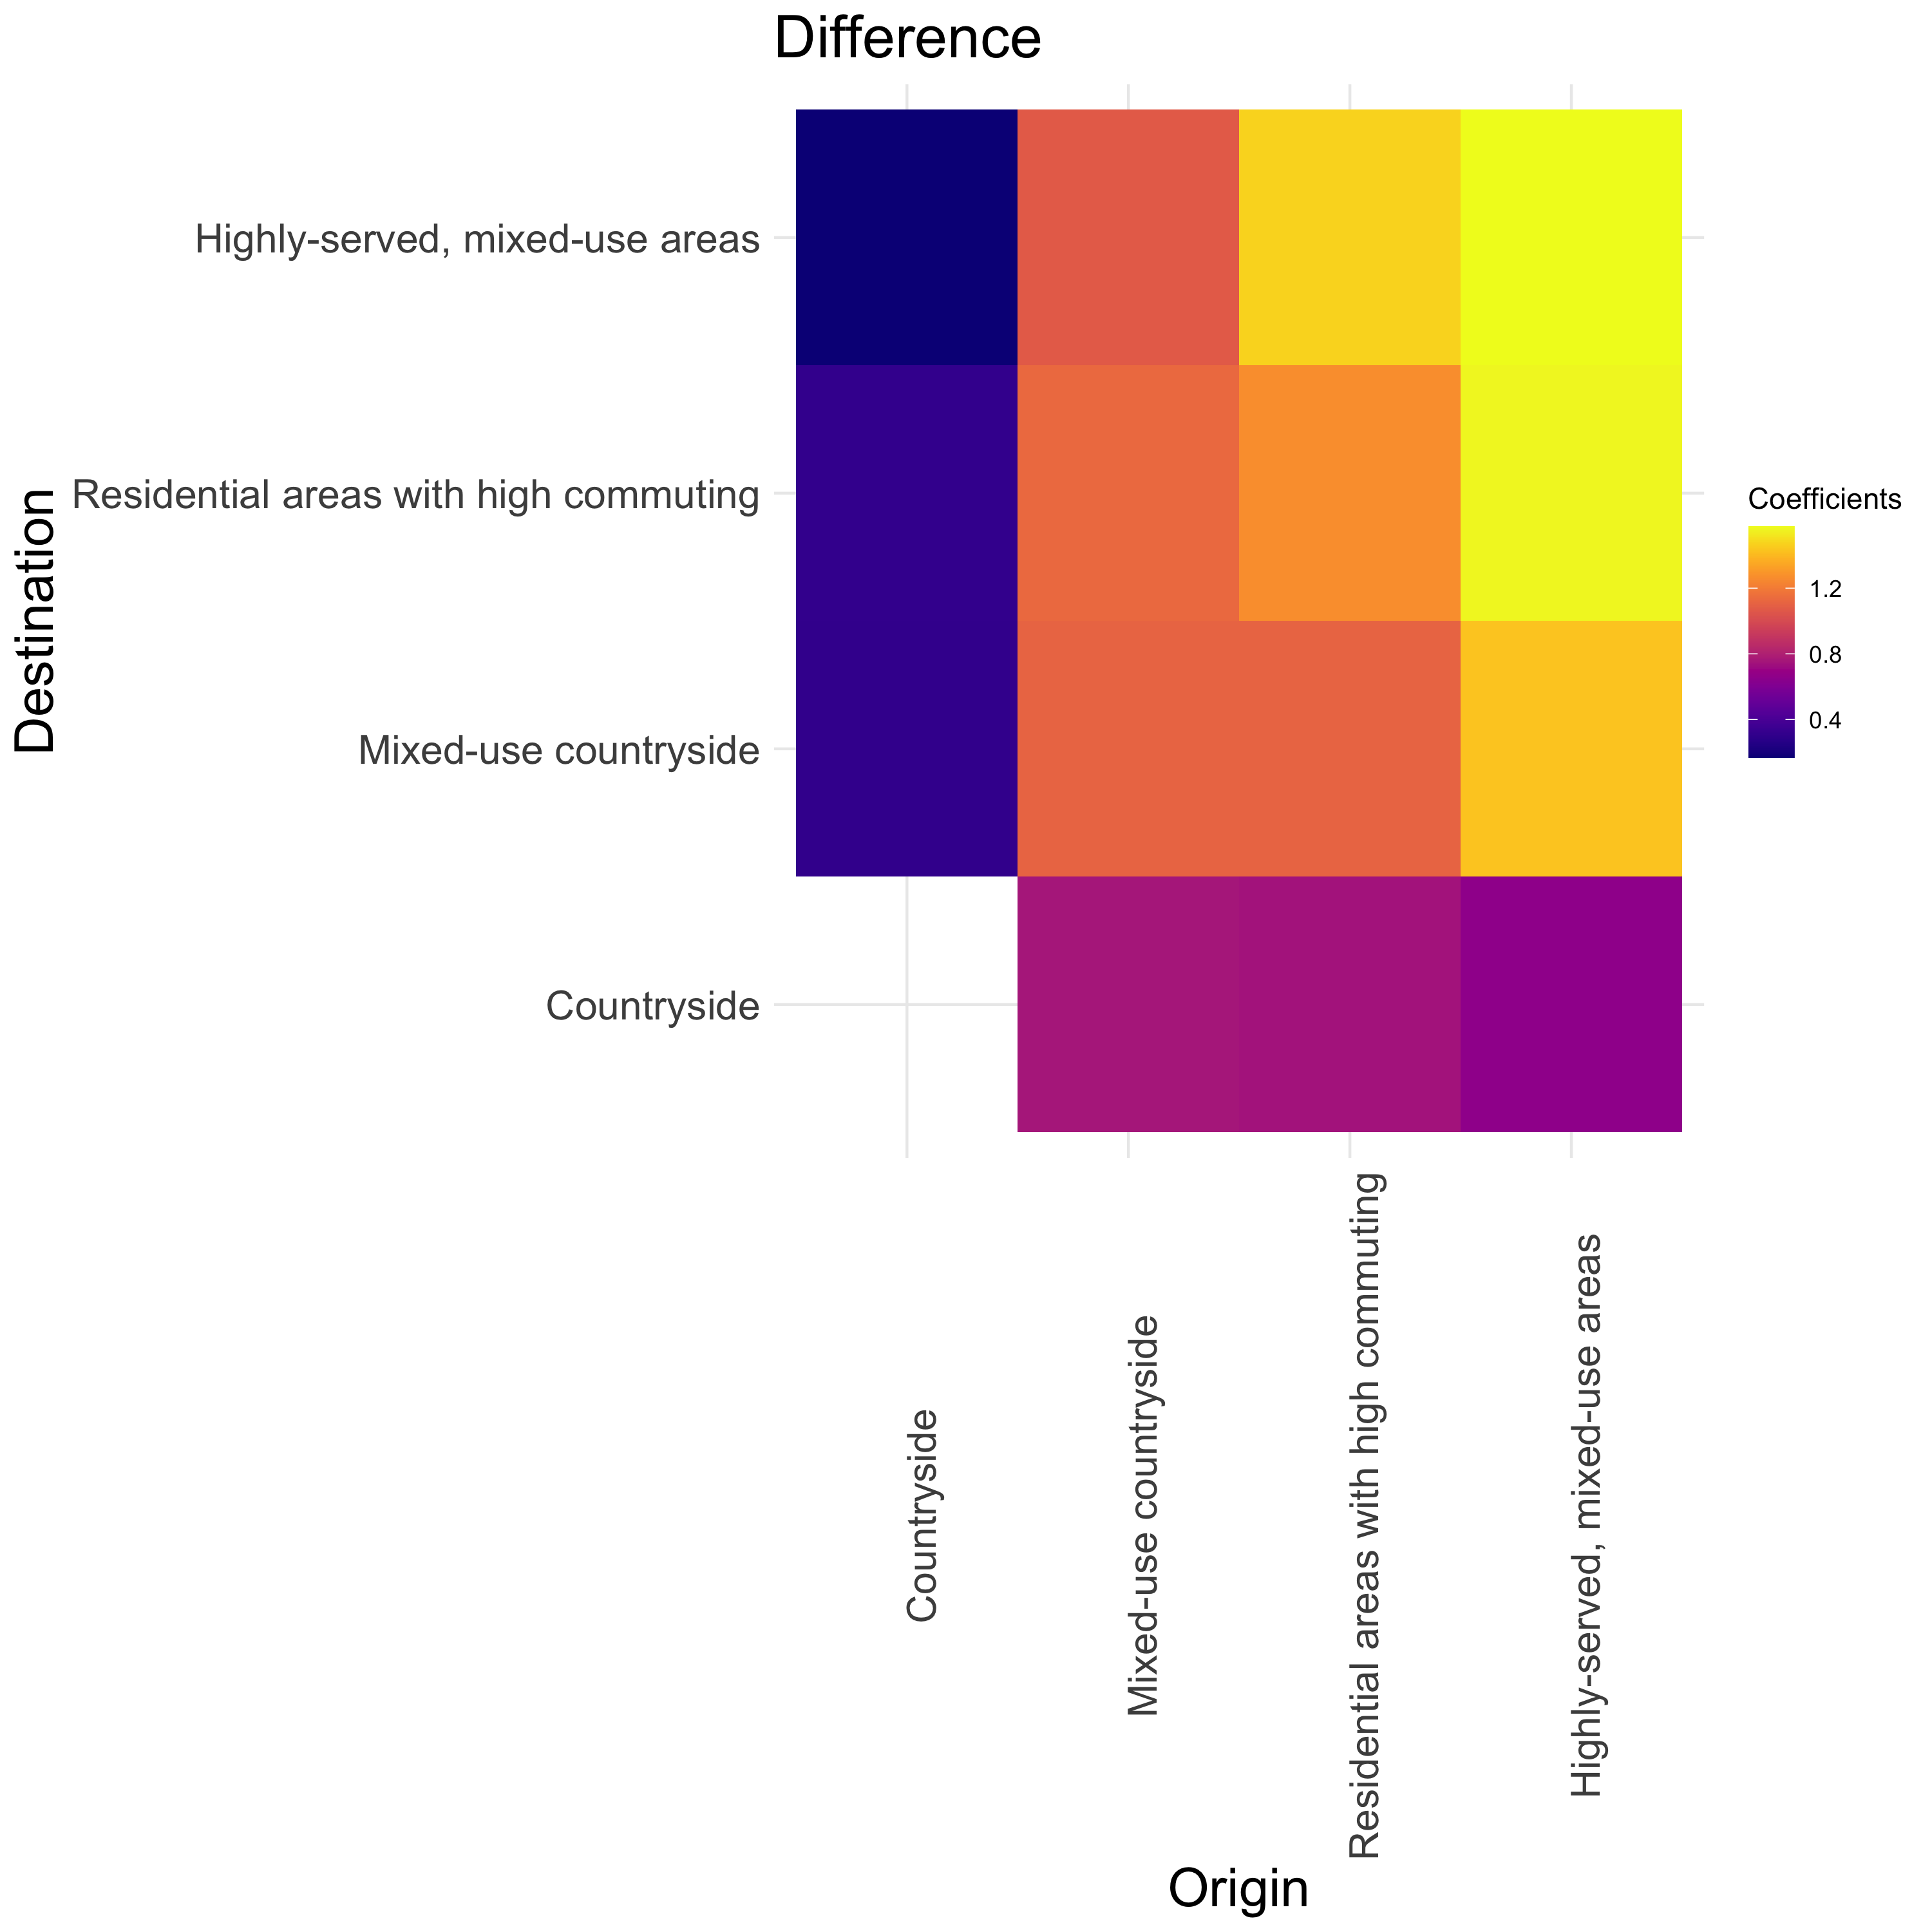 Difference
Destination
Highly-served, mixed-use areas
Residential areas with high commuting
Mixed-use countryside
Countryside
Coefficients
1.2
0.8
0.4
Countryside
Mixed-use countryside
Residential areas with high commuting
Highly-served, mixed-use areas
Origin